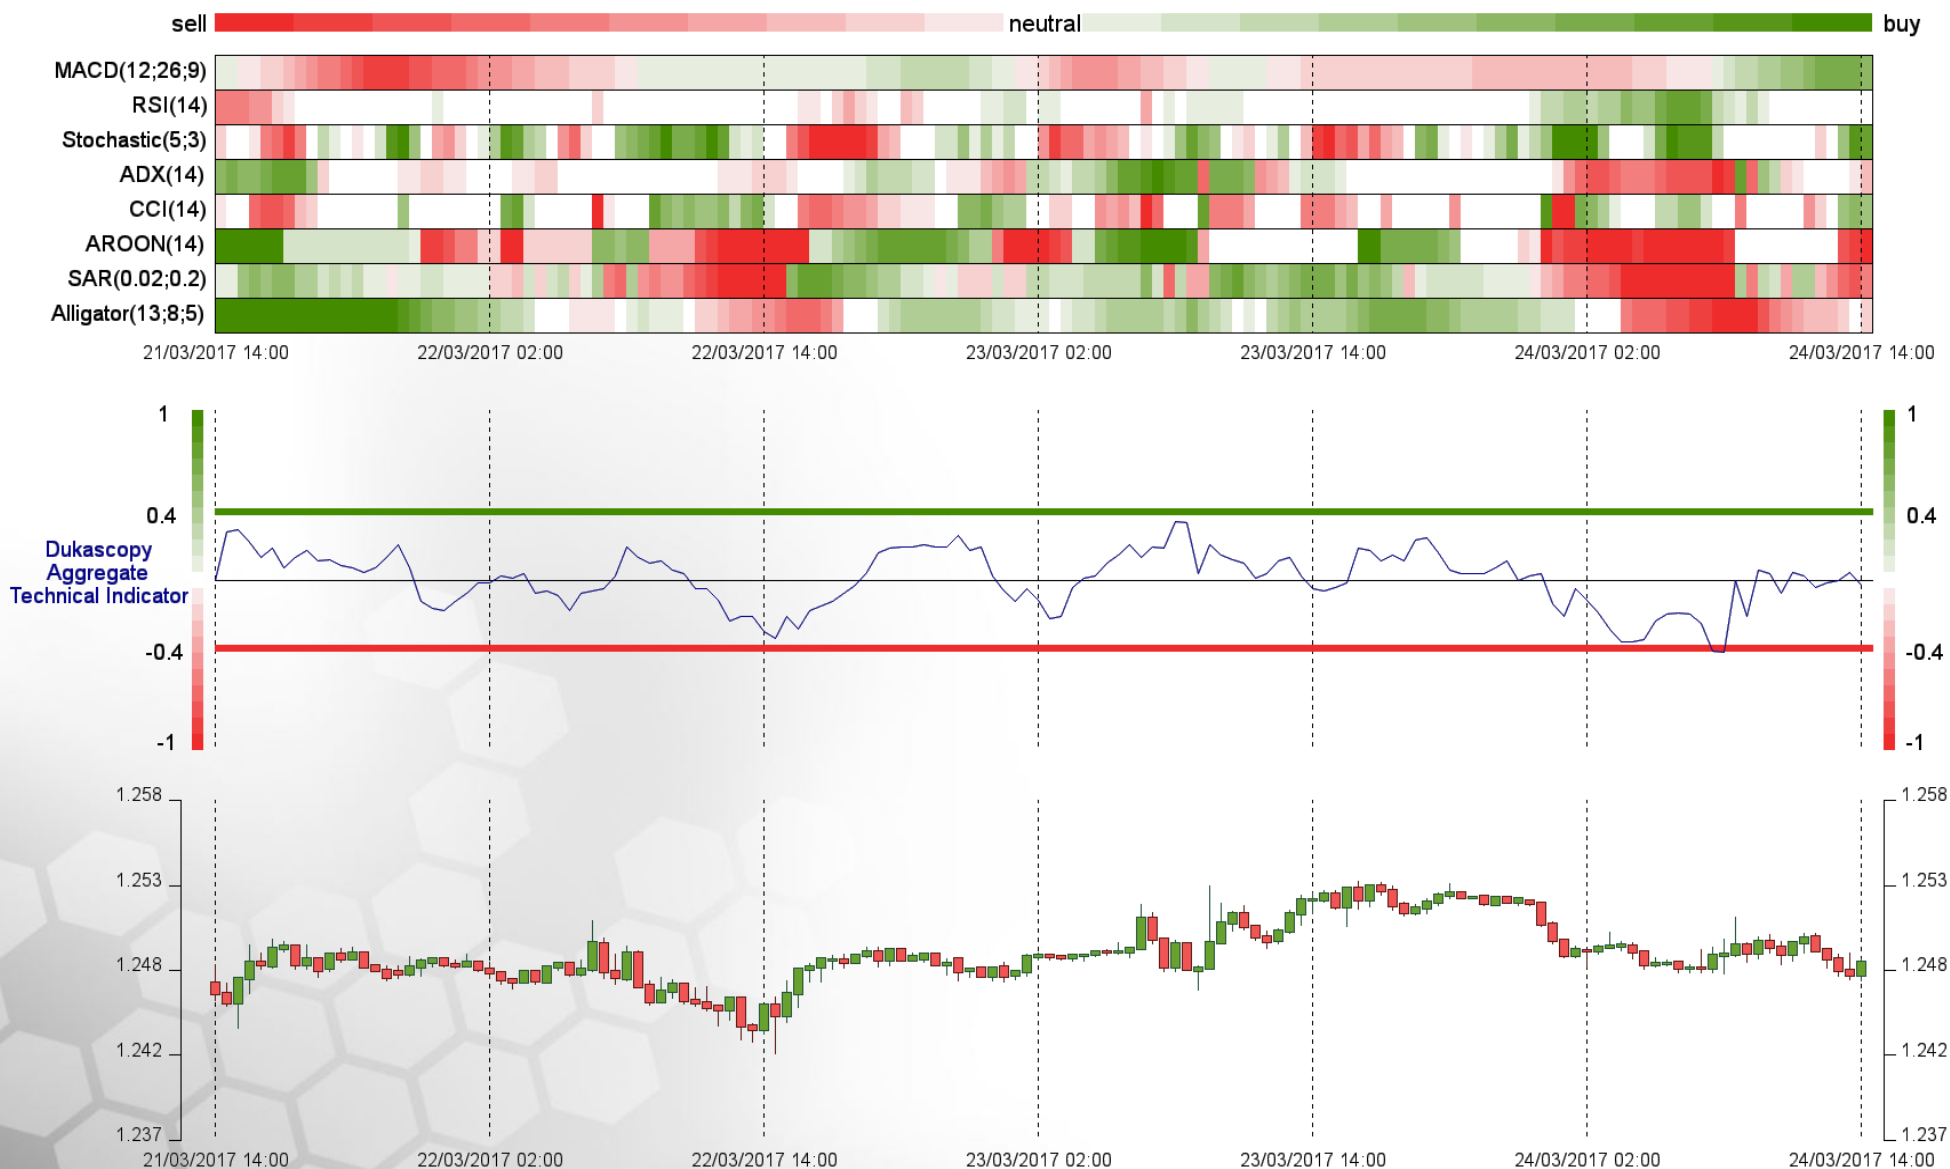 sell neutral buy
MACD(12;26;9)
RSI(14)
Stochastic(5;3)
ADX(14)
CCI(14)
AROON(14)
SAR(0.02;0.2)
Alligator(13;8;5)
21/03/2017 14:00 22/03/2017 02:00 22/03/2017 14:00 23/03/2017 02:00 23/03/2017 14:00 24/03/2017 02:00 24/03/2017 14:00
1 1
0.4 0.4
Dukascopy
Aggregate
Technical Indicator
-0.4 -0.4
-1 -1
1.258 1.258
1.253 1.253
1.248 1.248
1.242 1.242
1.237 1.237
21/03/2017 14:00 22/03/2017 02:00 22/03/2017 14:00 23/03/2017 02:00 23/03/2017 14:00 24/03/2017 02:00 24/03/2017 14:00